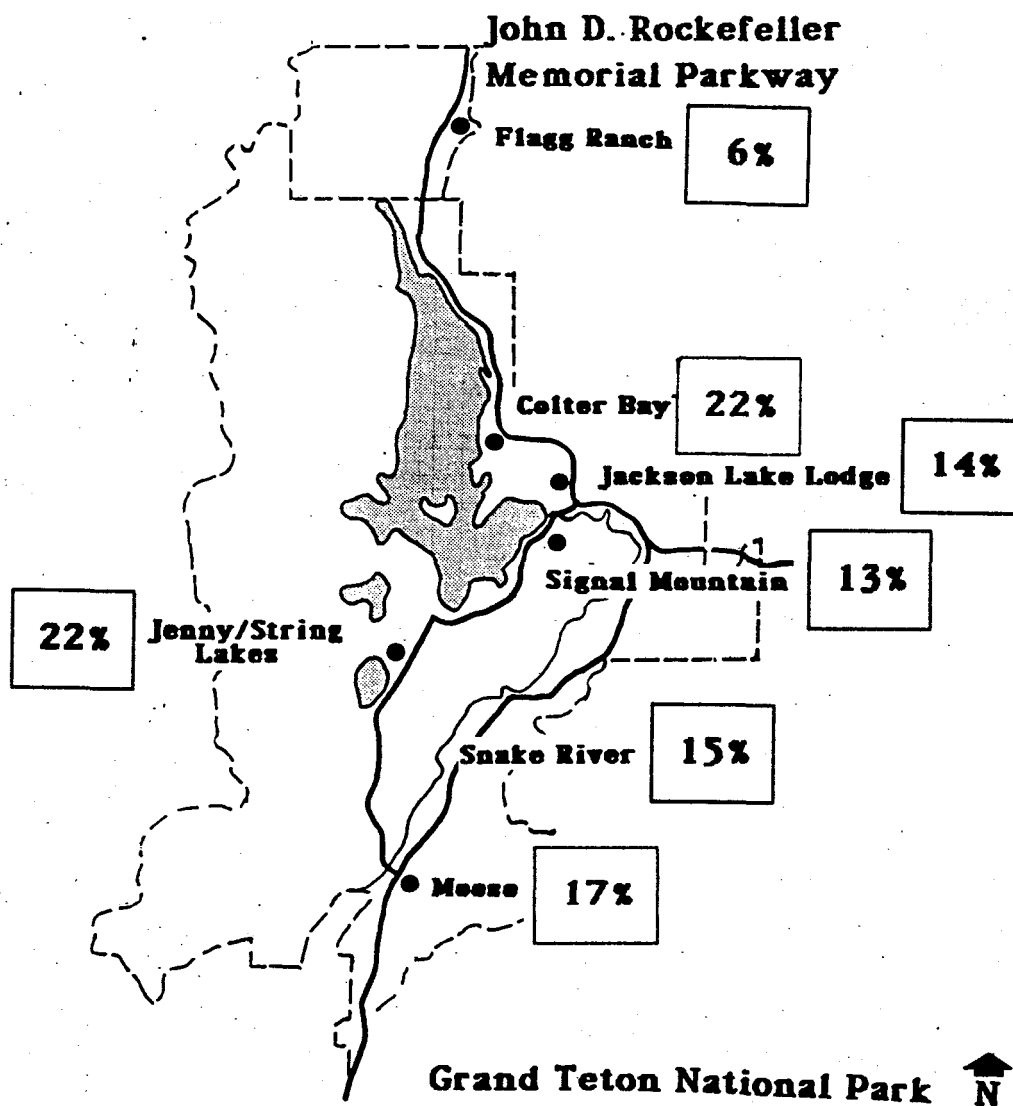 John D. Rockefeller
Memorial Parkway
Flagg Ranch
6%
Colter Bay
22%
Jackson Lake Lodge
14%
Signal Mountain
13%
22%
Jenny/String
Lakes
Snake River
15%
Moose
17%
Grand Teton National Park
N